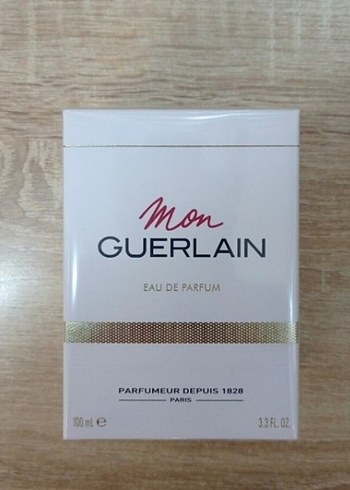 Mon
GUERLAIN
EAU DE PARFUM
PARFUMEUR DEPUIS 1828
PARIS
100 mL ℮ 3.3 FL. OZ.